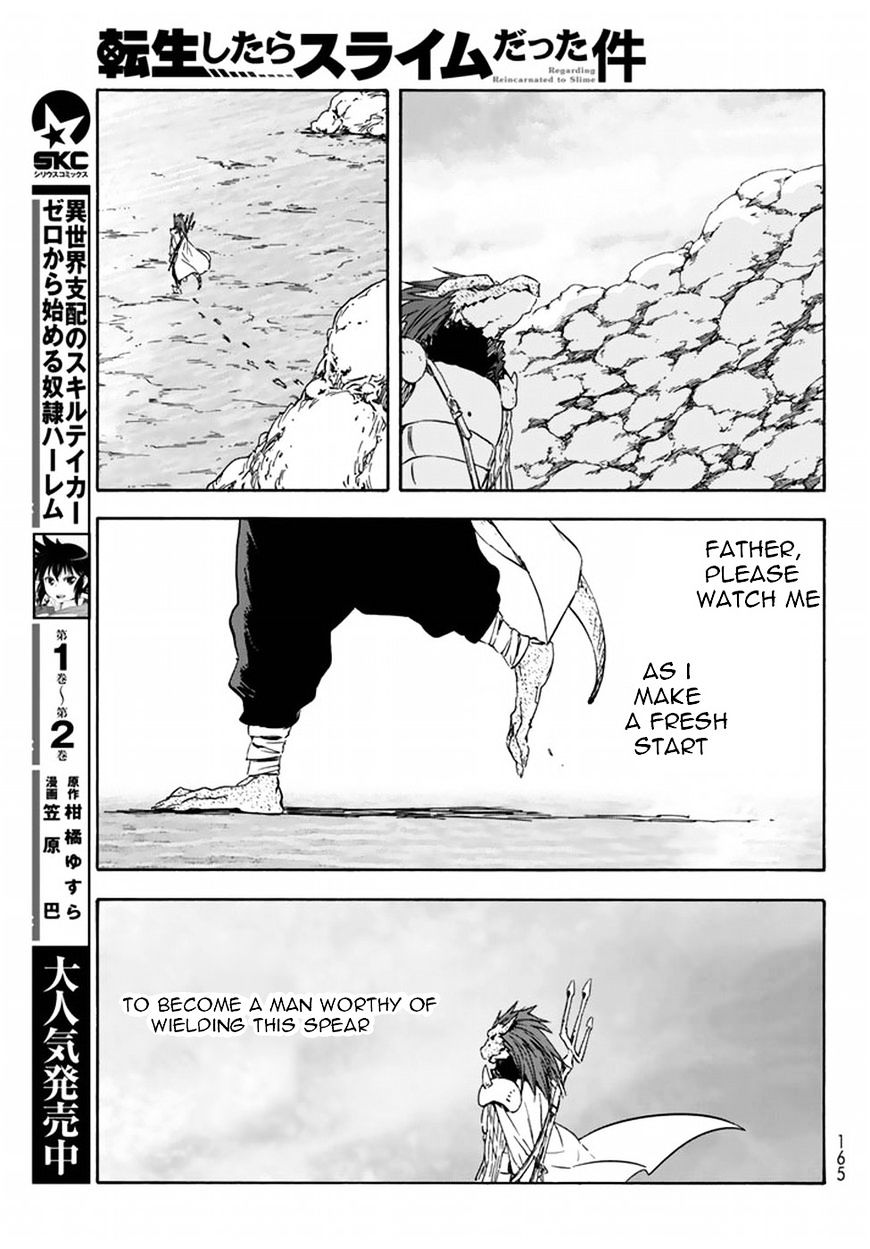 転生したらスライムだった件
Regarding
Reincarnated to Slime
SKC
シリウスコミックス
異世界支配のスキルテイカー
ゼロから始める奴隷ハーレム
第1巻～第2巻
原作 柑橘ゆすら
漫画 笠原巴
大人気発売中
FATHER,
PLEASE
WATCH ME
AS I
MAKE
A FRESH
START
TO BECOME A MAN WORTHY OF
WIELDING THIS SPEAR
165